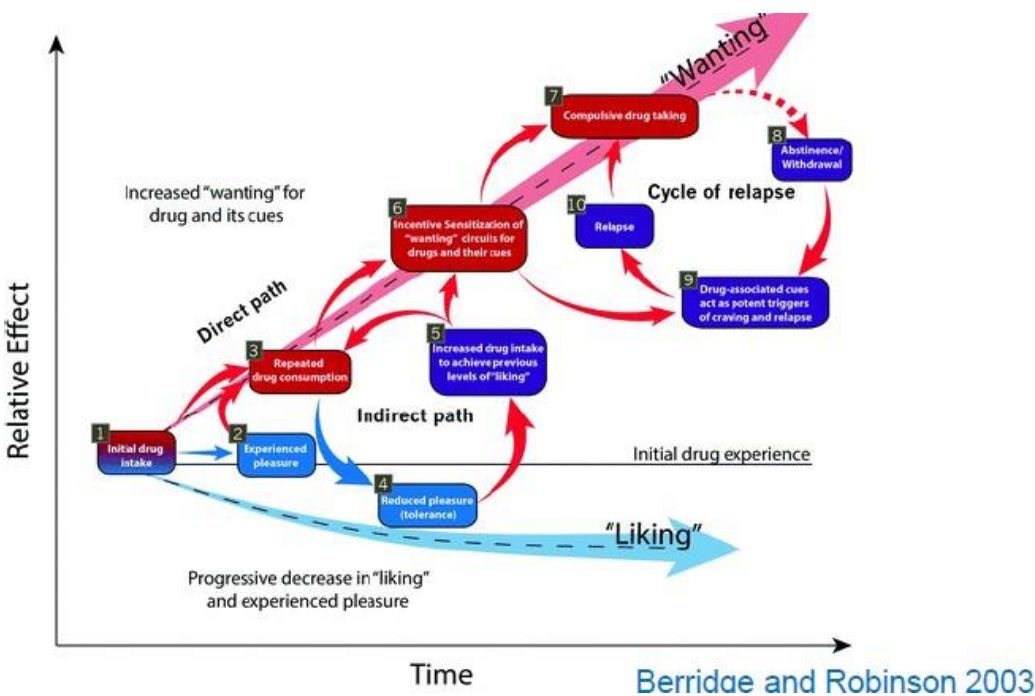 "Wanting"
7
Compulsive drug taking
8
Abstinence/
Withdrawal
Increased "wanting" for
drug and its cues
Cycle of relapse
6
Incentive Sensitization of
"wanting" circuits for
drugs and their cues
10
Relapse
9
Drug-associated cues
act as potent triggers
of craving and relapse
Direct path
3
Repeated
drug consumption
5
Increased drug intake
to achieve previous
levels of "liking"
Indirect path
1
Initial drug
intake
2
Experienced
pleasure
Initial drug experience
4
Reduced pleasure
(tolerance)
"Liking"
Progressive decrease in "liking"
and experienced pleasure
Relative Effect
Time
Berridge and Robinson 2003